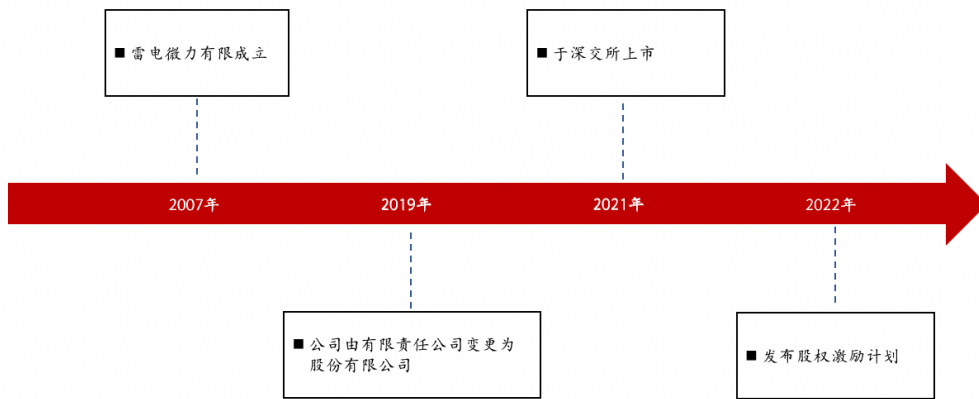 ■ 雷电微力有限成立
■ 于深交所上市
2007年
2019年
2021年
2022年
■ 公司由有限责任公司变更为
股份有限公司
■ 发布股权激励计划